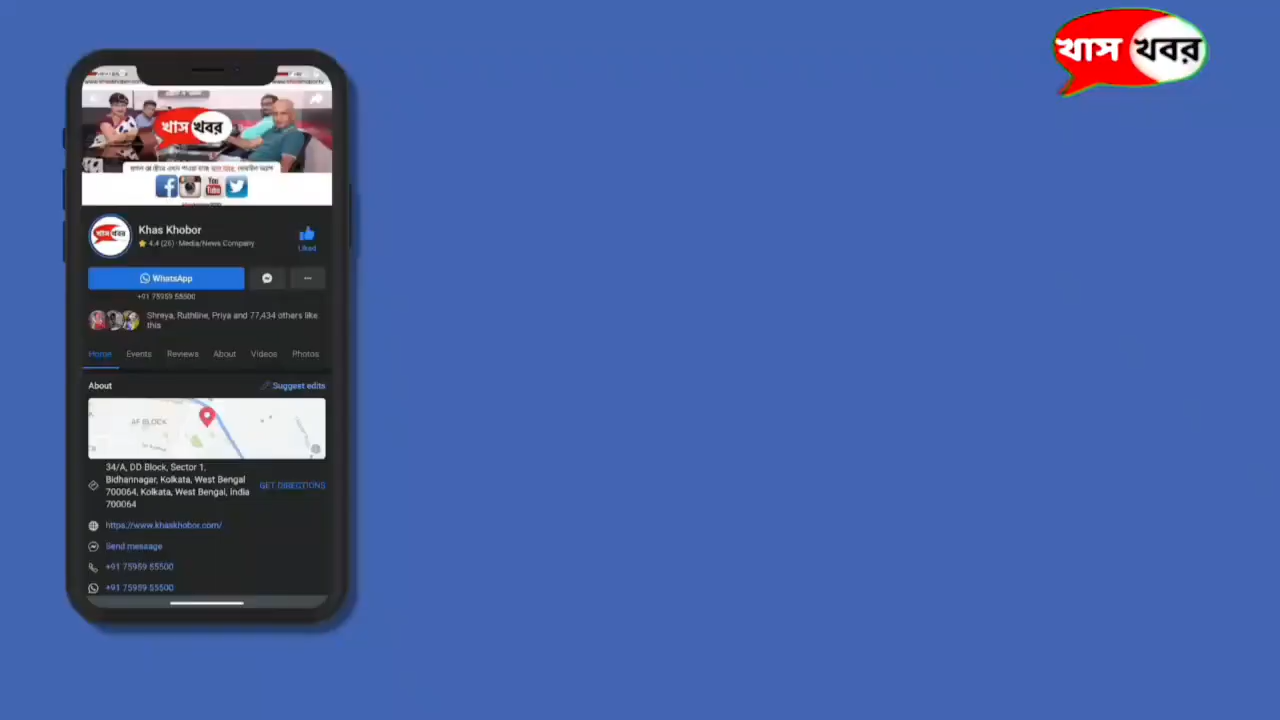 খাস খবর
খাস খবর
You
Tube
খাস খবর
Khas Khobor
4.4 (26) · Media/News Company
Liked
WhatsApp
+91 75959 55500
Shreya, Ruthline, Priya and 77,434 others like
this
Home Events Reviews About Videos Photos
About
Suggest edits
AF BLOCK
34/A, DD Block, Sector 1,
Bidhannagar, Kolkata, West Bengal
700064, Kolkata, West Bengal, India
700064
GET DIRECTIONS
https://www.khaskhobor.com/
Send message
+91 75959 55500
+91 75959 55500